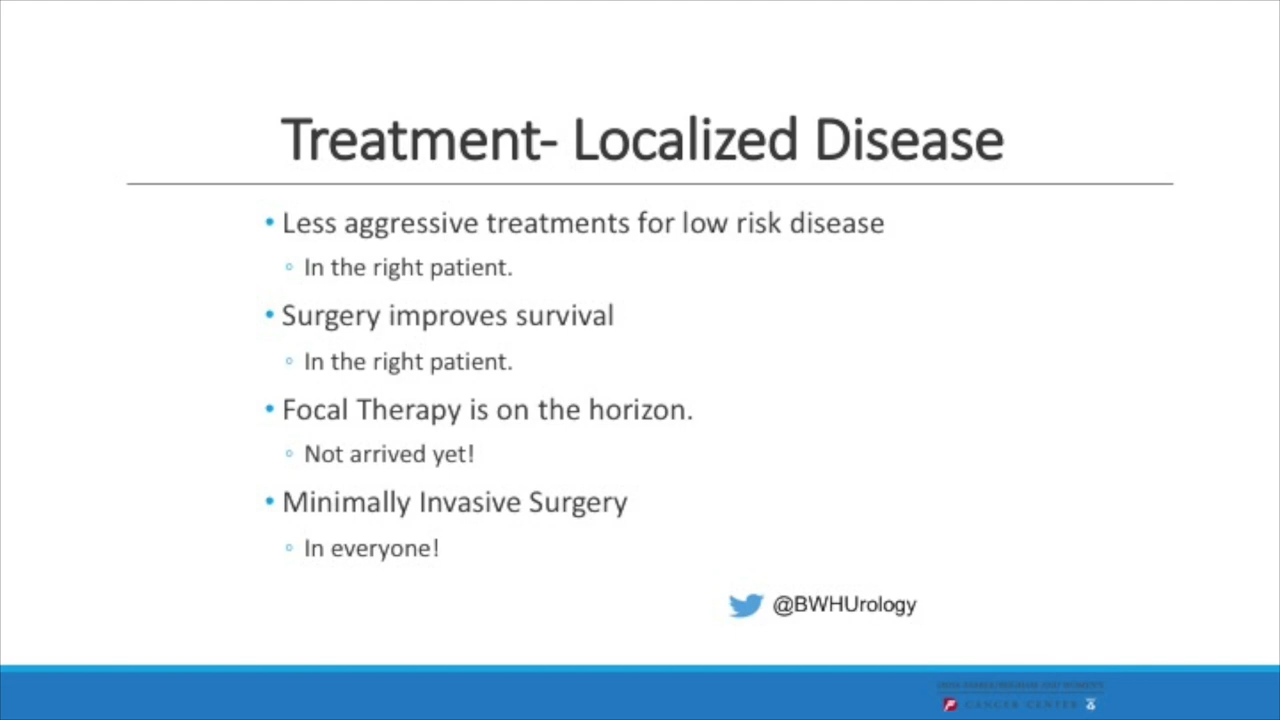 Treatment- Localized Disease
• Less aggressive treatments for low risk disease
◦ In the right patient.
• Surgery improves survival
◦ In the right patient.
• Focal Therapy is on the horizon.
◦ Not arrived yet!
• Minimally Invasive Surgery
◦ In everyone!
@BWHUrology
CANCER CENTER